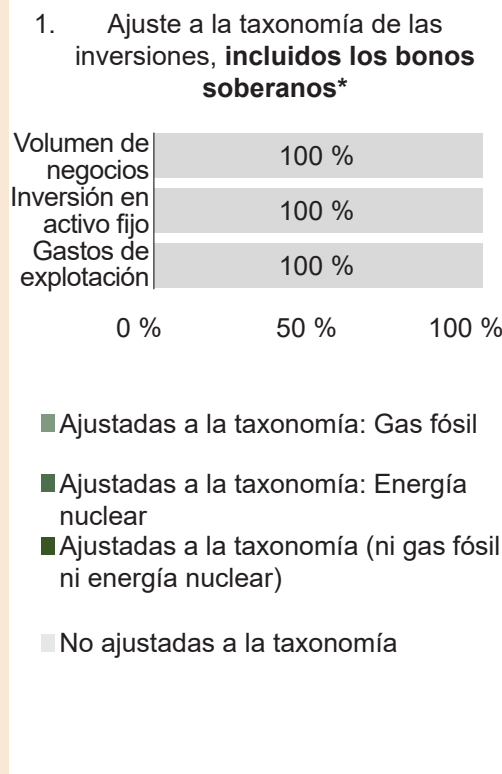 1. Ajuste a la taxonomía de las
inversiones, incluidos los bonos
soberanos*
Volumen de
negocios
100 %
Inversión en
activo fijo
100 %
Gastos de
explotación
100 %
0 % 50 % 100 %
Ajustadas a la taxonomía: Gas fósil
Ajustadas a la taxonomía: Energía
nuclear
Ajustadas a la taxonomía (ni gas fósil
ni energía nuclear)
No ajustadas a la taxonomía